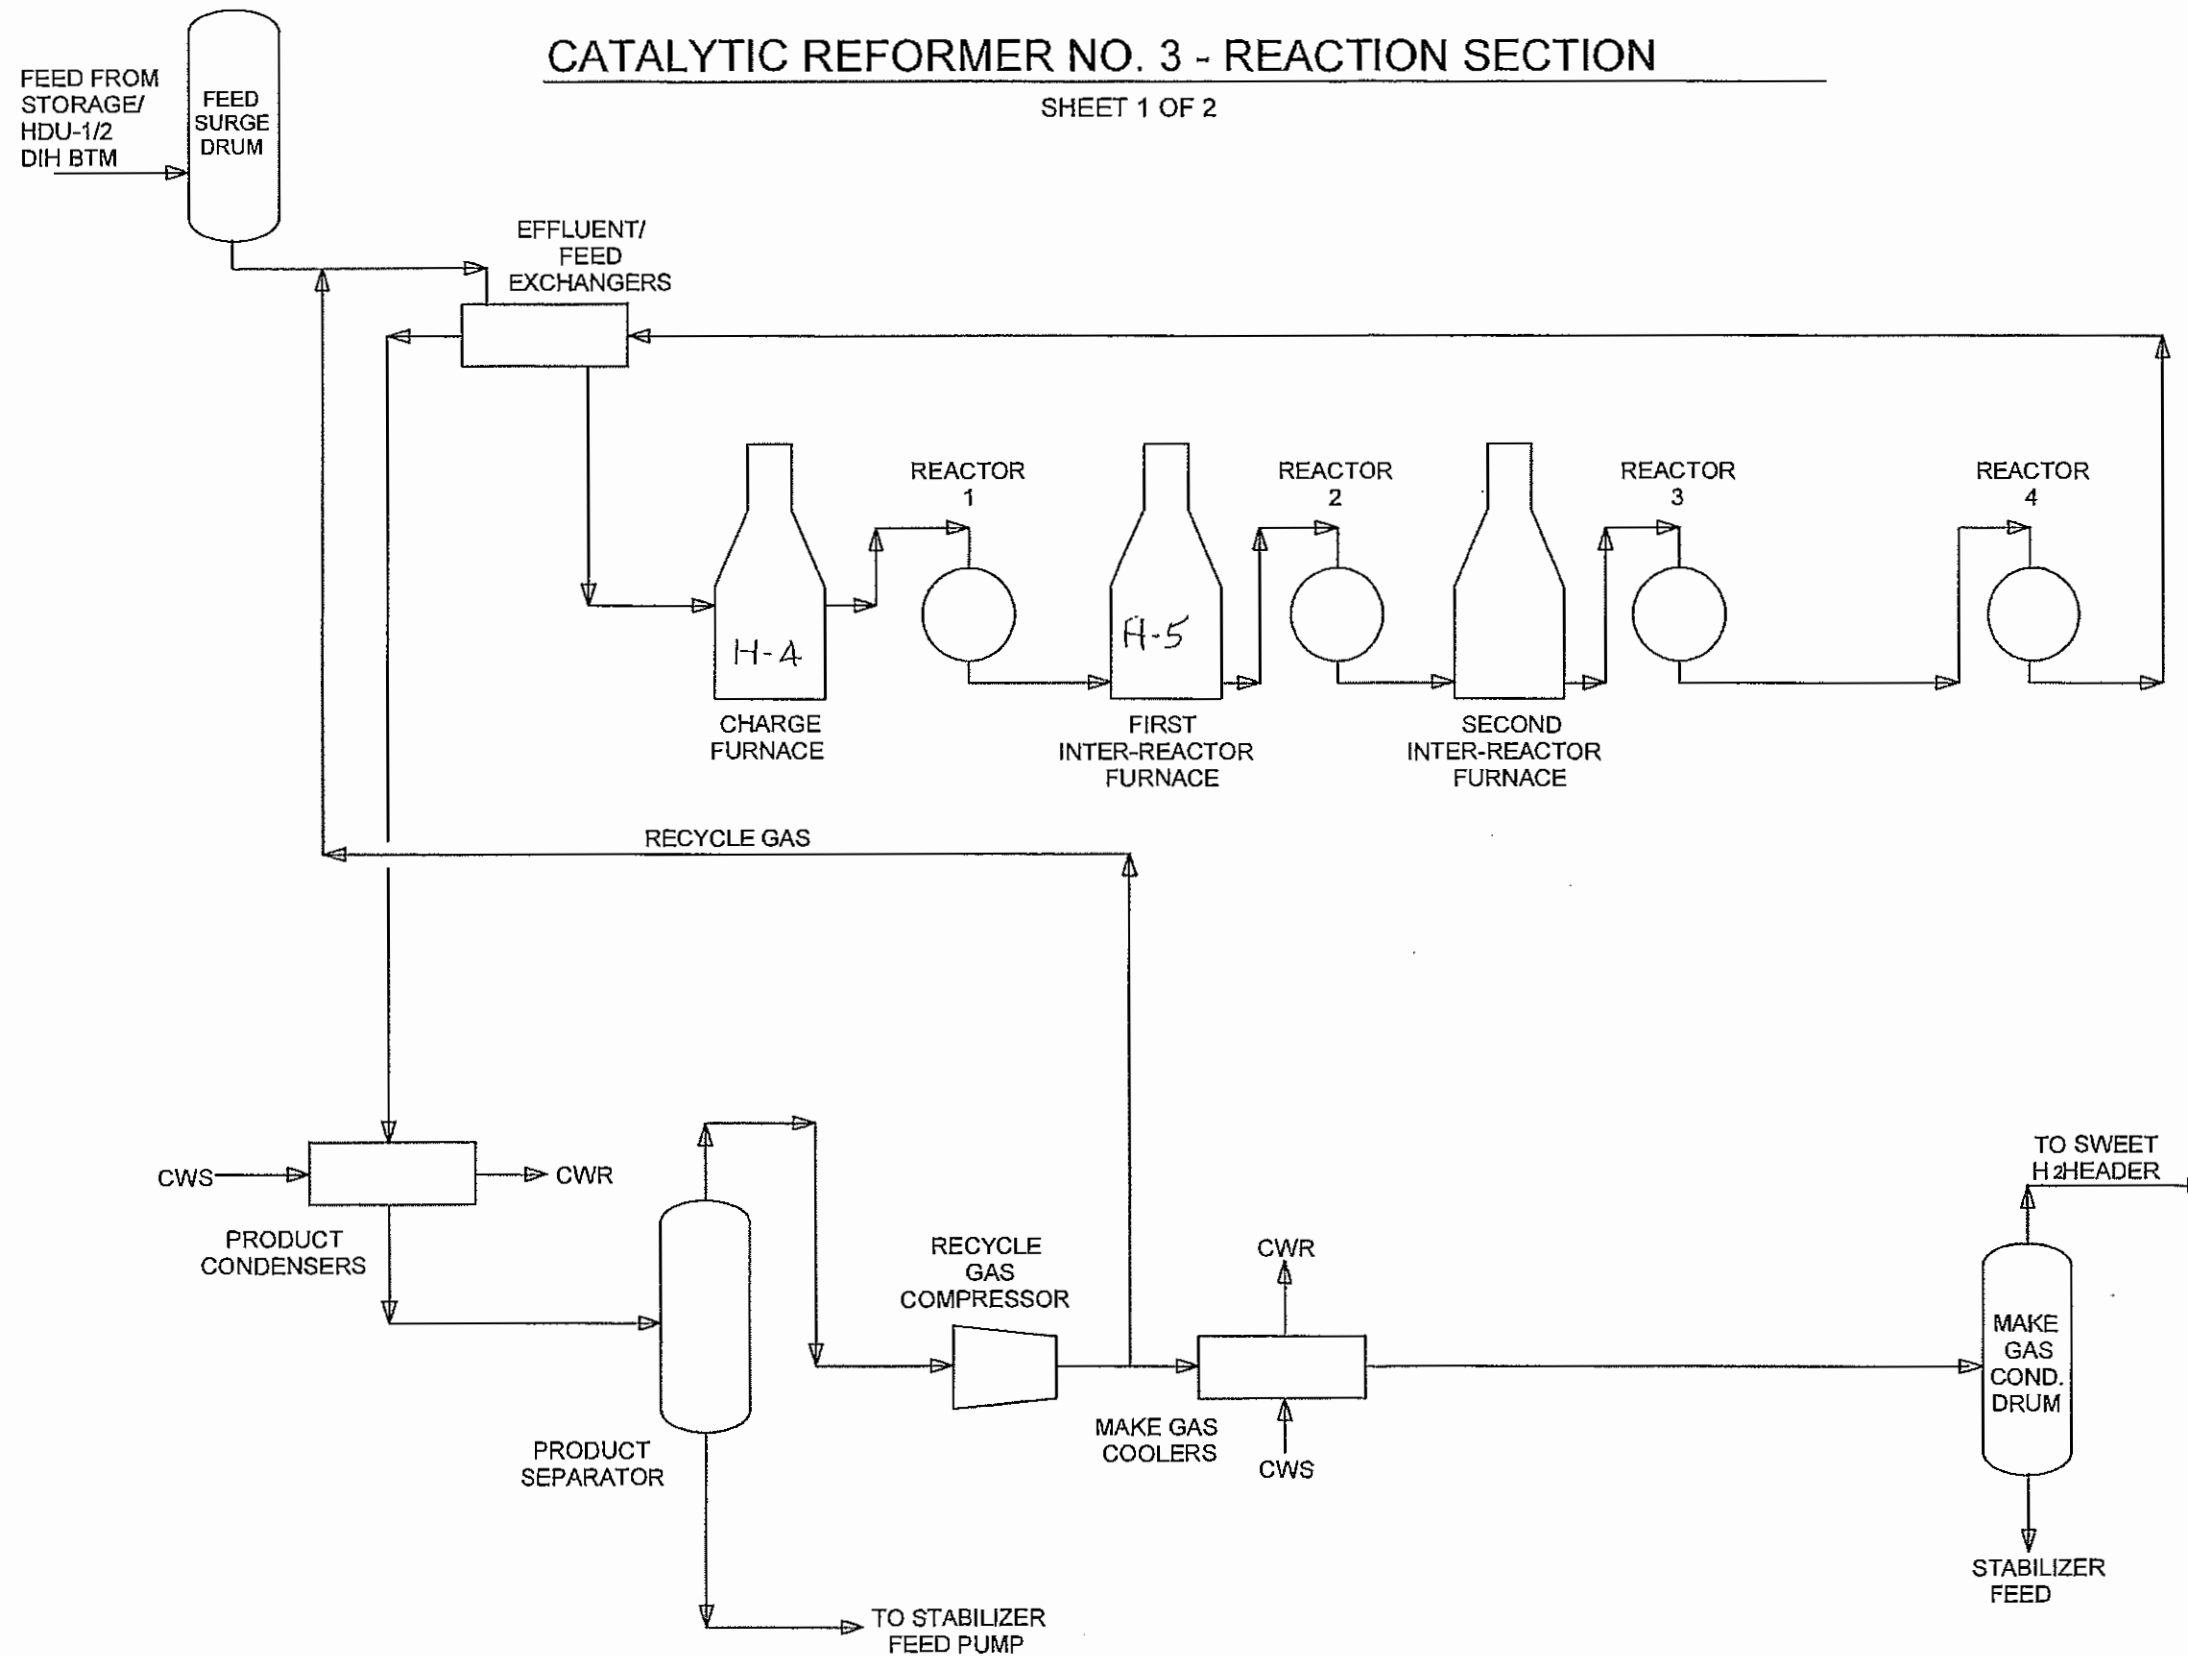 CATALYTIC REFORMER NO. 3 - REACTION SECTION
SHEET 1 OF 2
FEED FROM
STORAGE/
HDU-1/2
DIH BTM
FEED
SURGE
DRUM
EFFLUENT/
FEED
EXCHANGERS
REACTOR
1
REACTOR
2
REACTOR
3
REACTOR
4
H-4
H-5
CHARGE
FURNACE
FIRST
INTER-REACTOR
FURNACE
SECOND
INTER-REACTOR
FURNACE
RECYCLE GAS
CWS
CWR
PRODUCT
CONDENSERS
PRODUCT
SEPARATOR
RECYCLE
GAS
COMPRESSOR
CWR
MAKE GAS
COOLERS
CWS
TO SWEET
H2HEADER
MAKE
GAS
COND.
DRUM
STABILIZER
FEED
TO STABILIZER
FEED PUMP